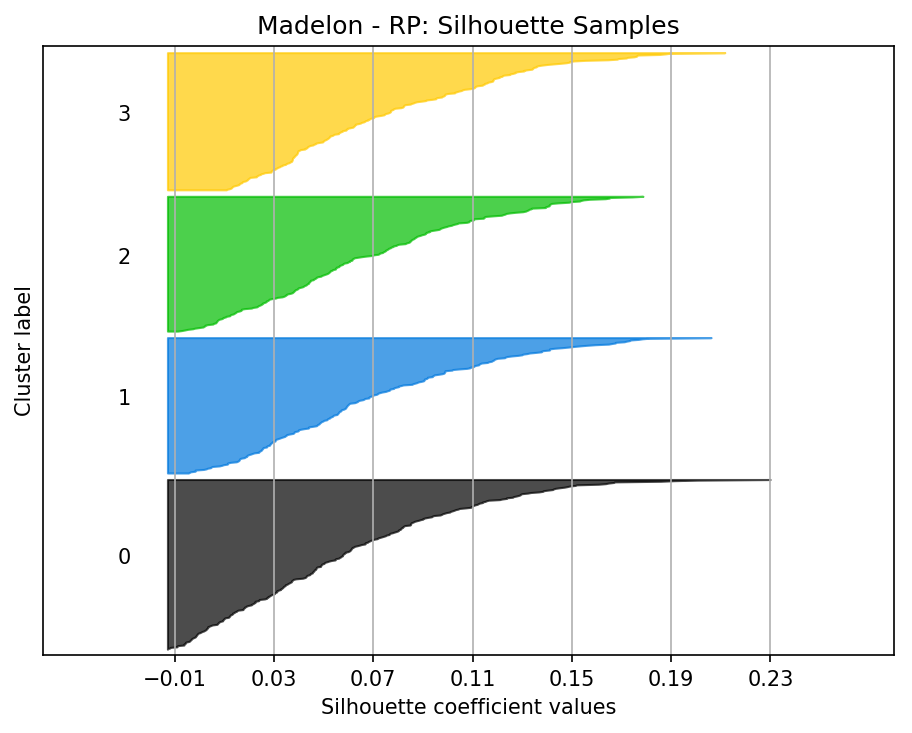 Madelon - RP: Silhouette Samples
3
2
1
0
Cluster label
−0.01 0.03 0.07 0.11 0.15 0.19 0.23
Silhouette coefficient values